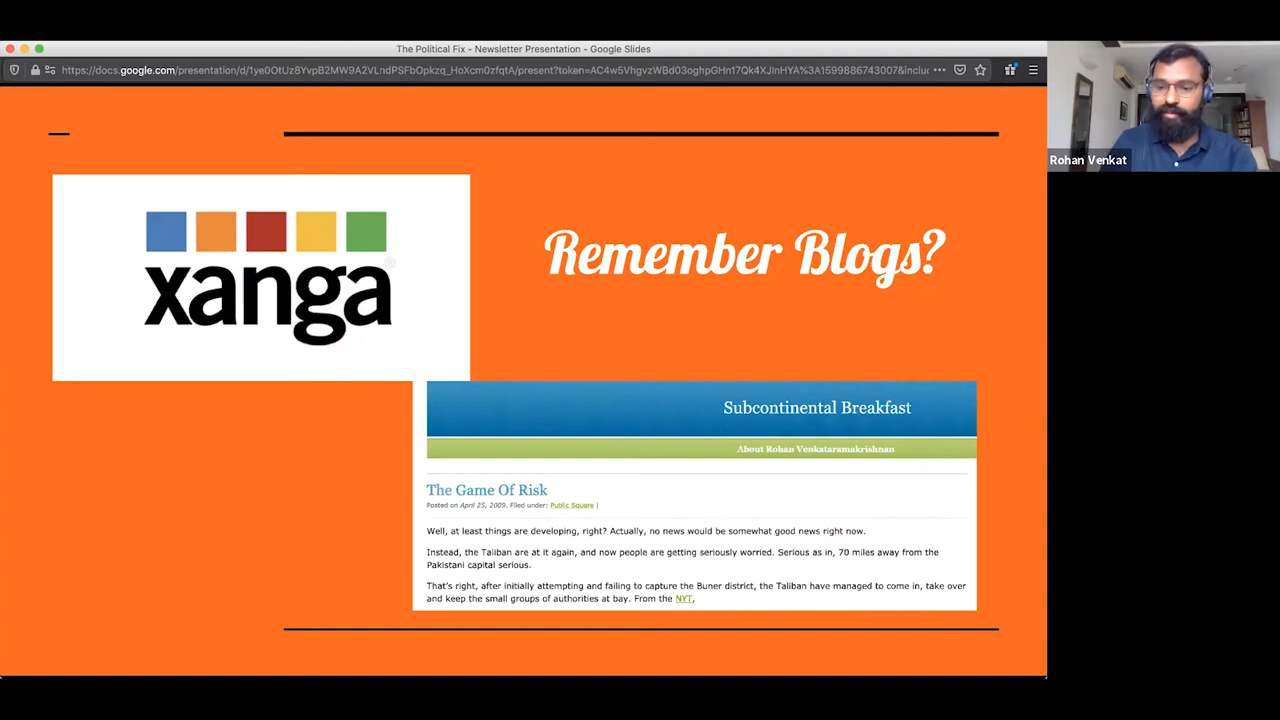 The Political Fix - Newsletter Presentation - Google Slides
Rohan Venkat
xanga
Remember Blogs?
Subcontinental Breakfast
About Rohan Venkataramakrishnan
The Game Of Risk
Posted on April 25, 2009. Filed under: Public Square |
Well, at least things are developing, right? Actually, no news would be somewhat good news right now.
Instead, the Taliban are at it again, and now people are getting seriously worried. Serious as in, 70 miles away from the
Pakistani capital serious.
That's right, after initially attempting and failing to capture the Buner district, the Taliban have managed to come in, take over
and keep the small groups of authorities at bay. From the NYT,